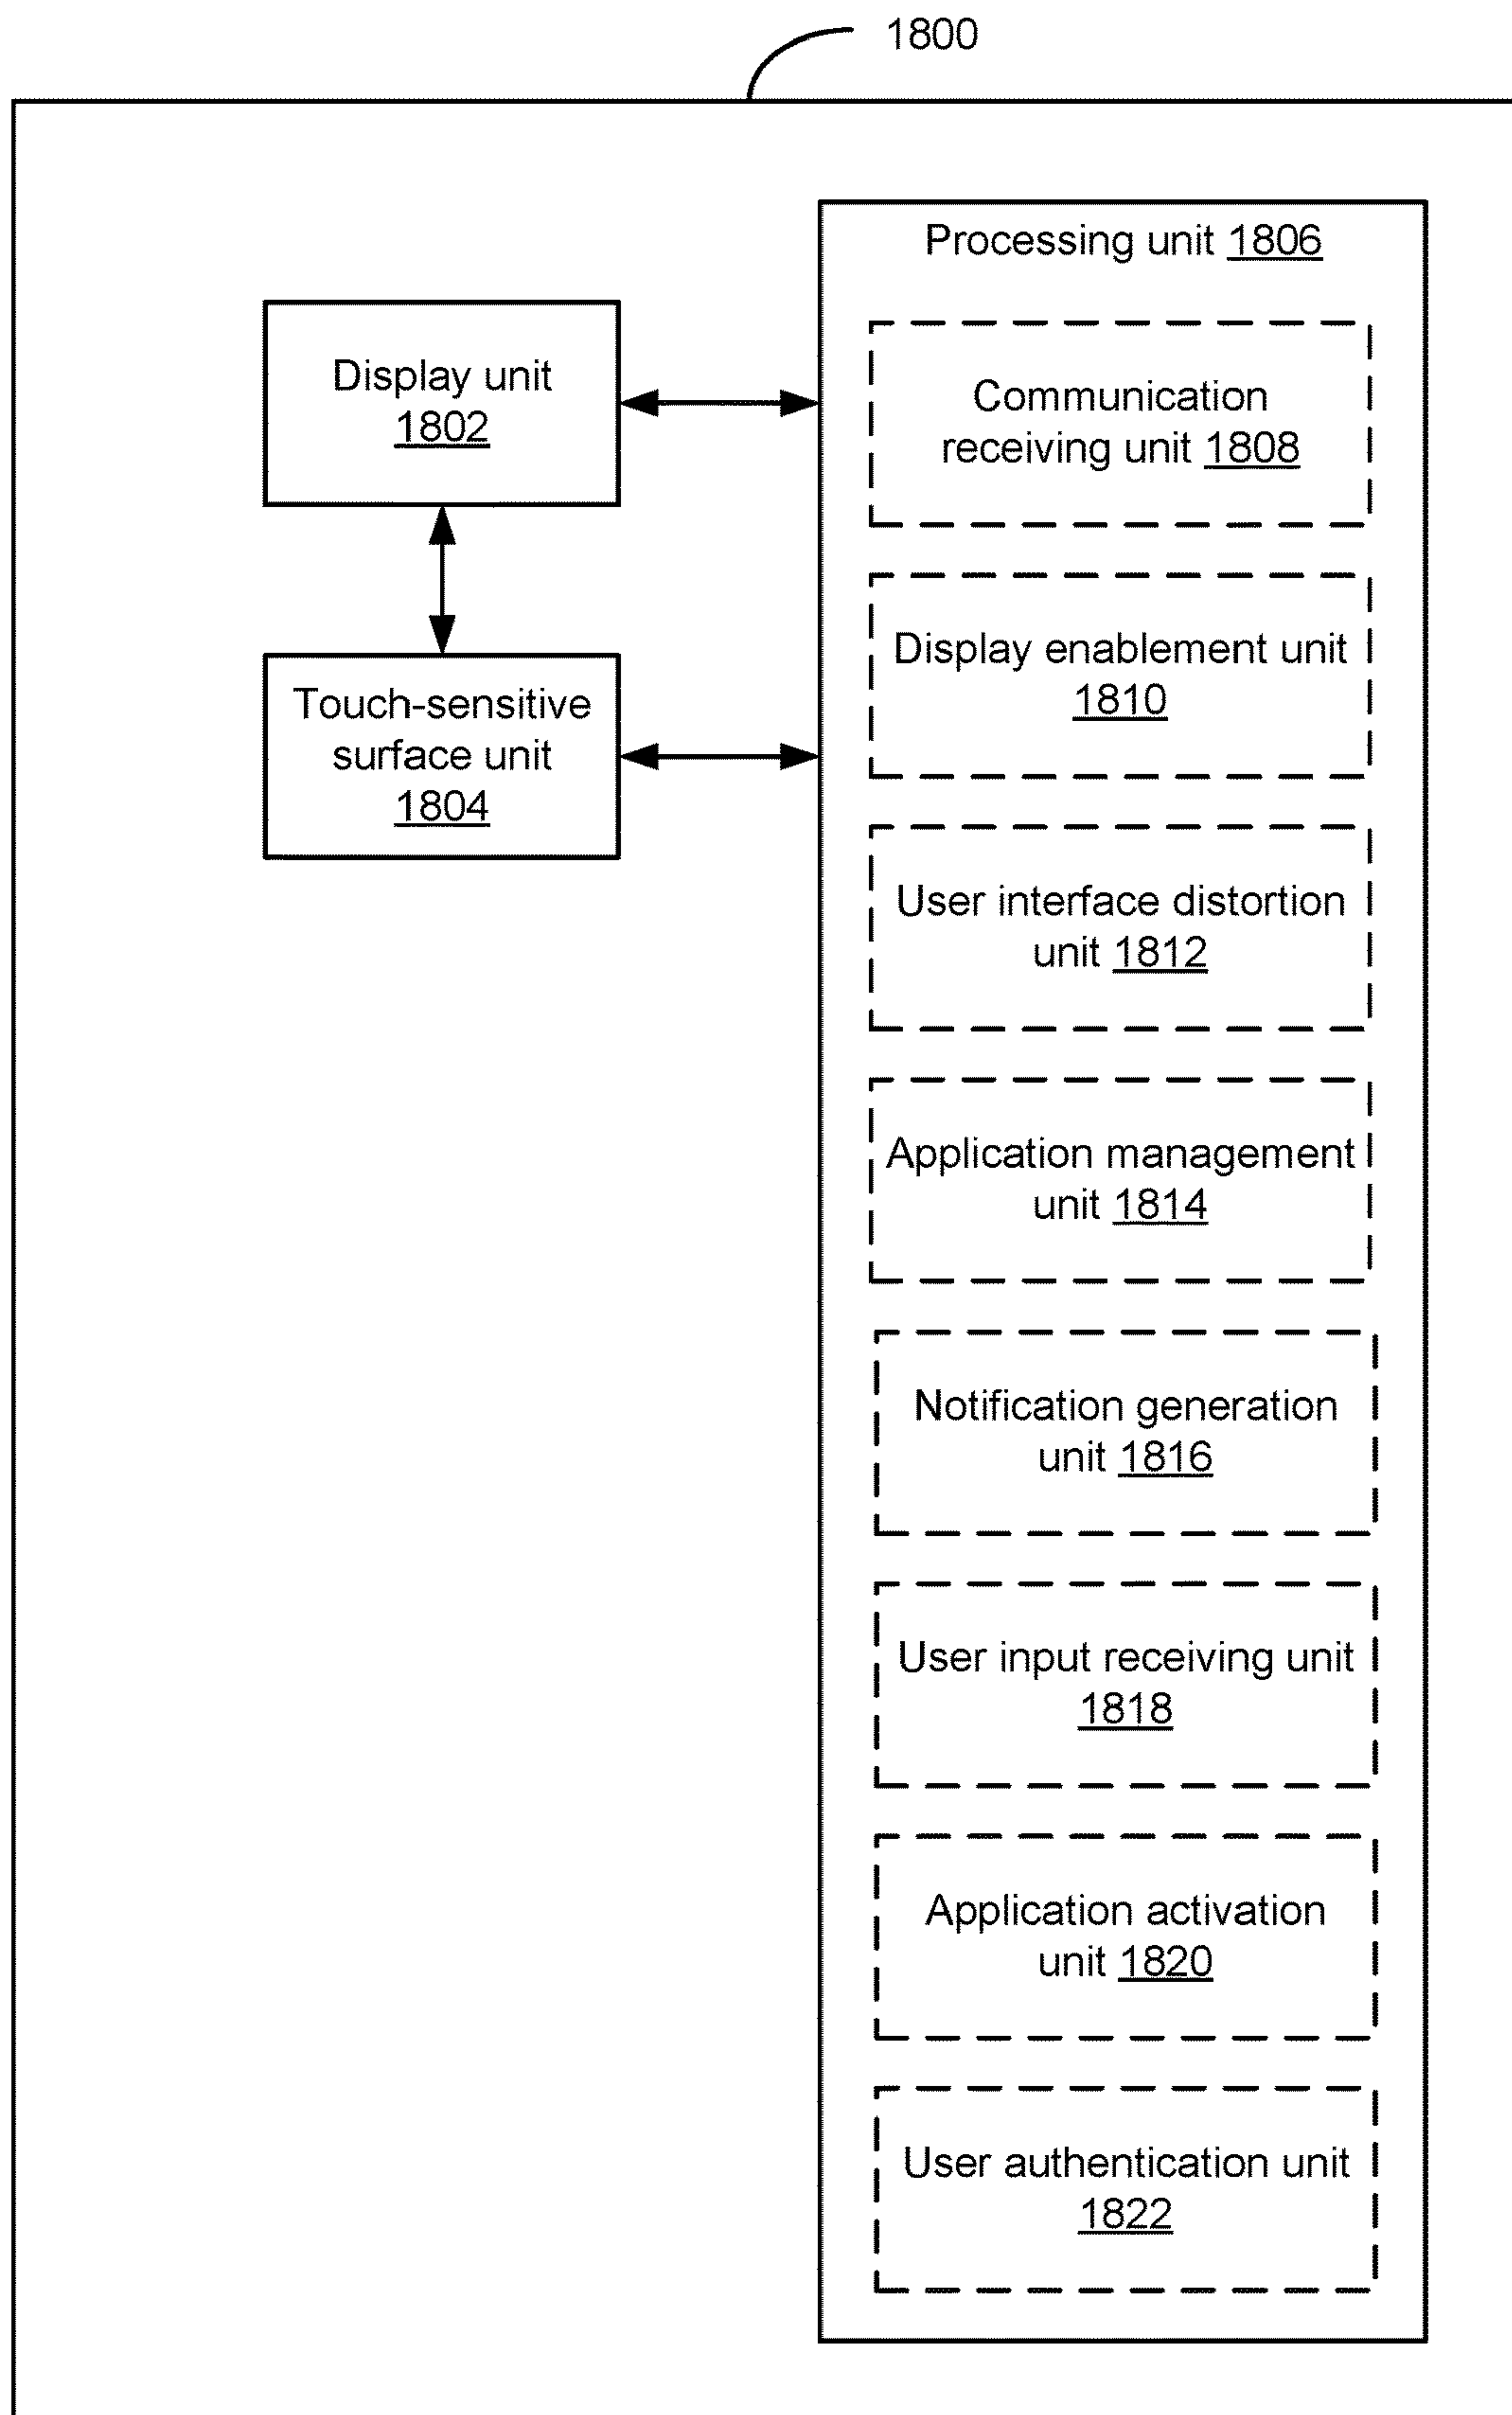 1800
Processing unit 1806
Display unit
1802
Touch-sensitive
surface unit
1804
Communication
receiving unit 1808
Display enablement unit
1810
User interface distortion
unit 1812
Application management
unit 1814
Notification generation
unit 1816
User input receiving unit
1818
Application activation
unit 1820
User authentication unit
1822